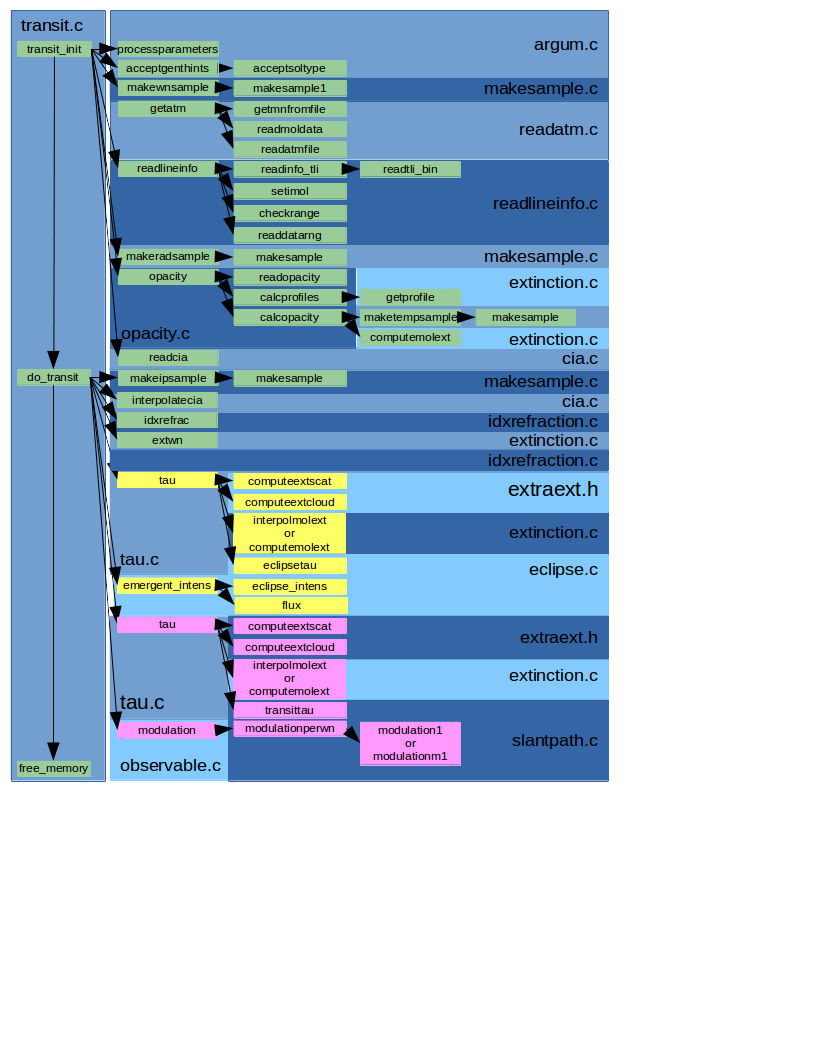 transit.c
transit_init
processparameters
argum.c
acceptgenthints
acceptsoltype
makewnsample
makesample1
makesample.c
getatm
getmnfromfile
readmoldata
readatm.c
readatmfile
readlineinfo
readinfo_tli
readtli_bin
setimol
readlineinfo.c
checkrange
readdatarng
makeradsample
makesample
makesample.c
opacity
readopacity
extinction.c
calcprofiles
getprofile
calcopacity
maketempsample
makesample
opacity.c
computemolext
extinction.c
readcia
cia.c
do_transit
makeipsample
makesample
makesample.c
interpolatecia
cia.c
idxrefrac
idxrefraction.c
extwn
extinction.c
idxrefraction.c
tau
computeextscat
extraext.h
computeextcloud
interpolmolext
or
computemolext
extinction.c
tau.c
eclipsetau
eclipse.c
emergent_intens
eclipse_intens
flux
tau
computeextscat
extraext.h
computeextcloud
interpolmolext
or
computemolext
extinction.c
tau.c
transittau
modulation
modulationperwn
modulation1
or
modulationm1
slantpath.c
observable.c
free_memory